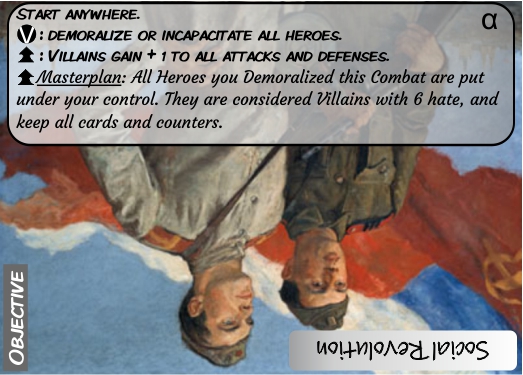 START ANYWHERE.
α
V: DEMORALIZE OR INCAPACITATE ALL HEROES.
: VILLAINS GAIN + 1 TO ALL ATTACKS AND DEFENSES.
Masterplan: All Heroes you Demoralized this Combat are put
under your control. They are considered Villains with 6 hate, and
keep all cards and counters.
OBJECTIVE
Social Revolution